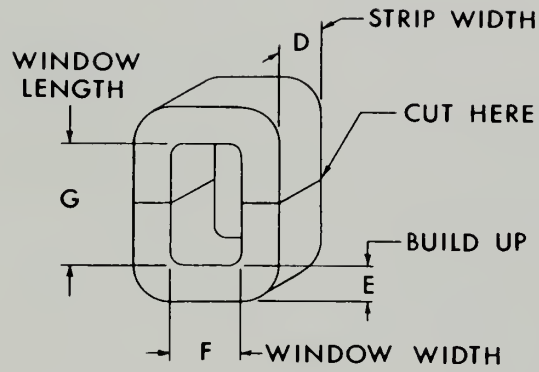 D
STRIP WIDTH
WINDOW
LENGTH
CUT HERE
G
BUILD UP
E
F
WINDOW WIDTH